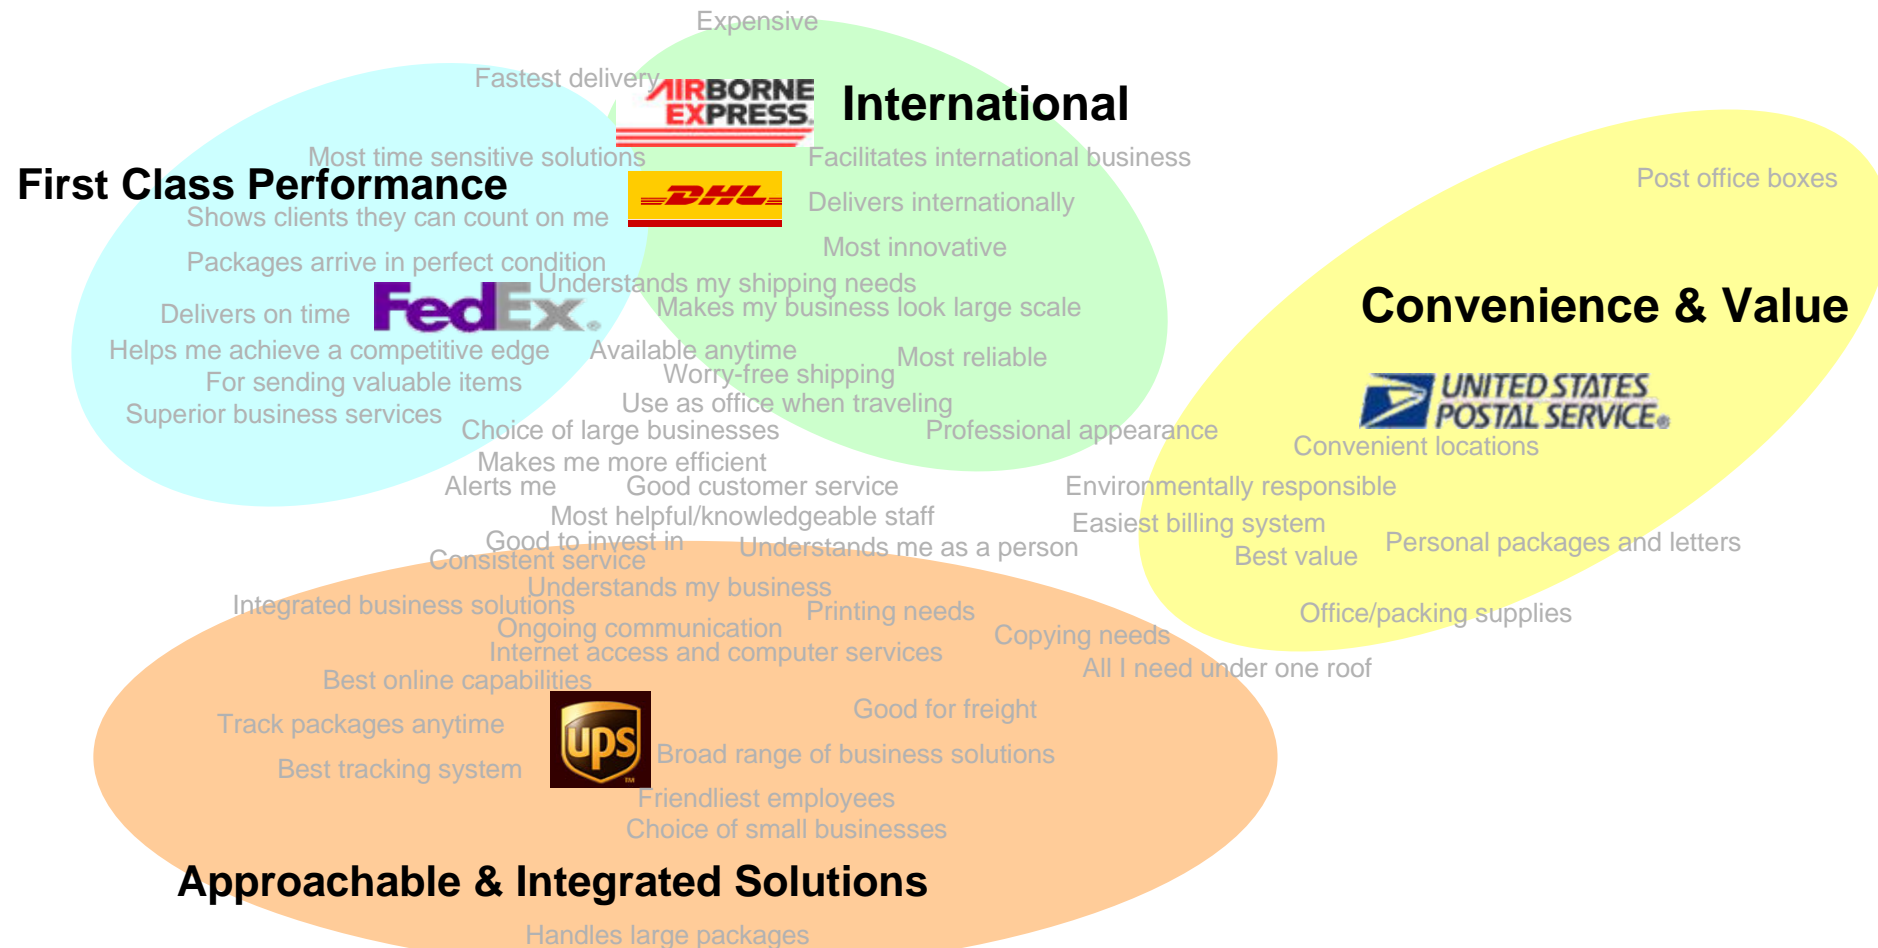 Expensive
Fastest delivery
AIRBORNE
EXPRESS.
International
Most time sensitive solutions
Facilitates international business
First Class Performance
DHL
Post office boxes
Shows clients they can count on me
Delivers internationally
Most innovative
Packages arrive in perfect condition
Understands my shipping needs
Delivers on time
FedEx®
Makes my business look large scale
Convenience & Value
Helps me achieve a competitive edge
Available anytime
Most reliable
Worry-free shipping
For sending valuable items
UNITED STATES
POSTAL SERVICE®
Use as office when traveling
Superior business services
Choice of large businesses
Professional appearance
Convenient locations
Makes me more efficient
Alerts me
Good customer service
Environmentally responsible
Most helpful/knowledgeable staff
Easiest billing system
Good to invest in
Understands me as a person
Personal packages and letters
Consistent service
Best value
Understands my business
Integrated business solutions
Printing needs
Office/packing supplies
Ongoing communication
Copying needs
Internet access and computer services
All I need under one roof
Best online capabilities
Good for freight
Track packages anytime
ups
TM
Broad range of business solutions
Best tracking system
Friendliest employees
Choice of small businesses
Approachable & Integrated Solutions
Handles large packages